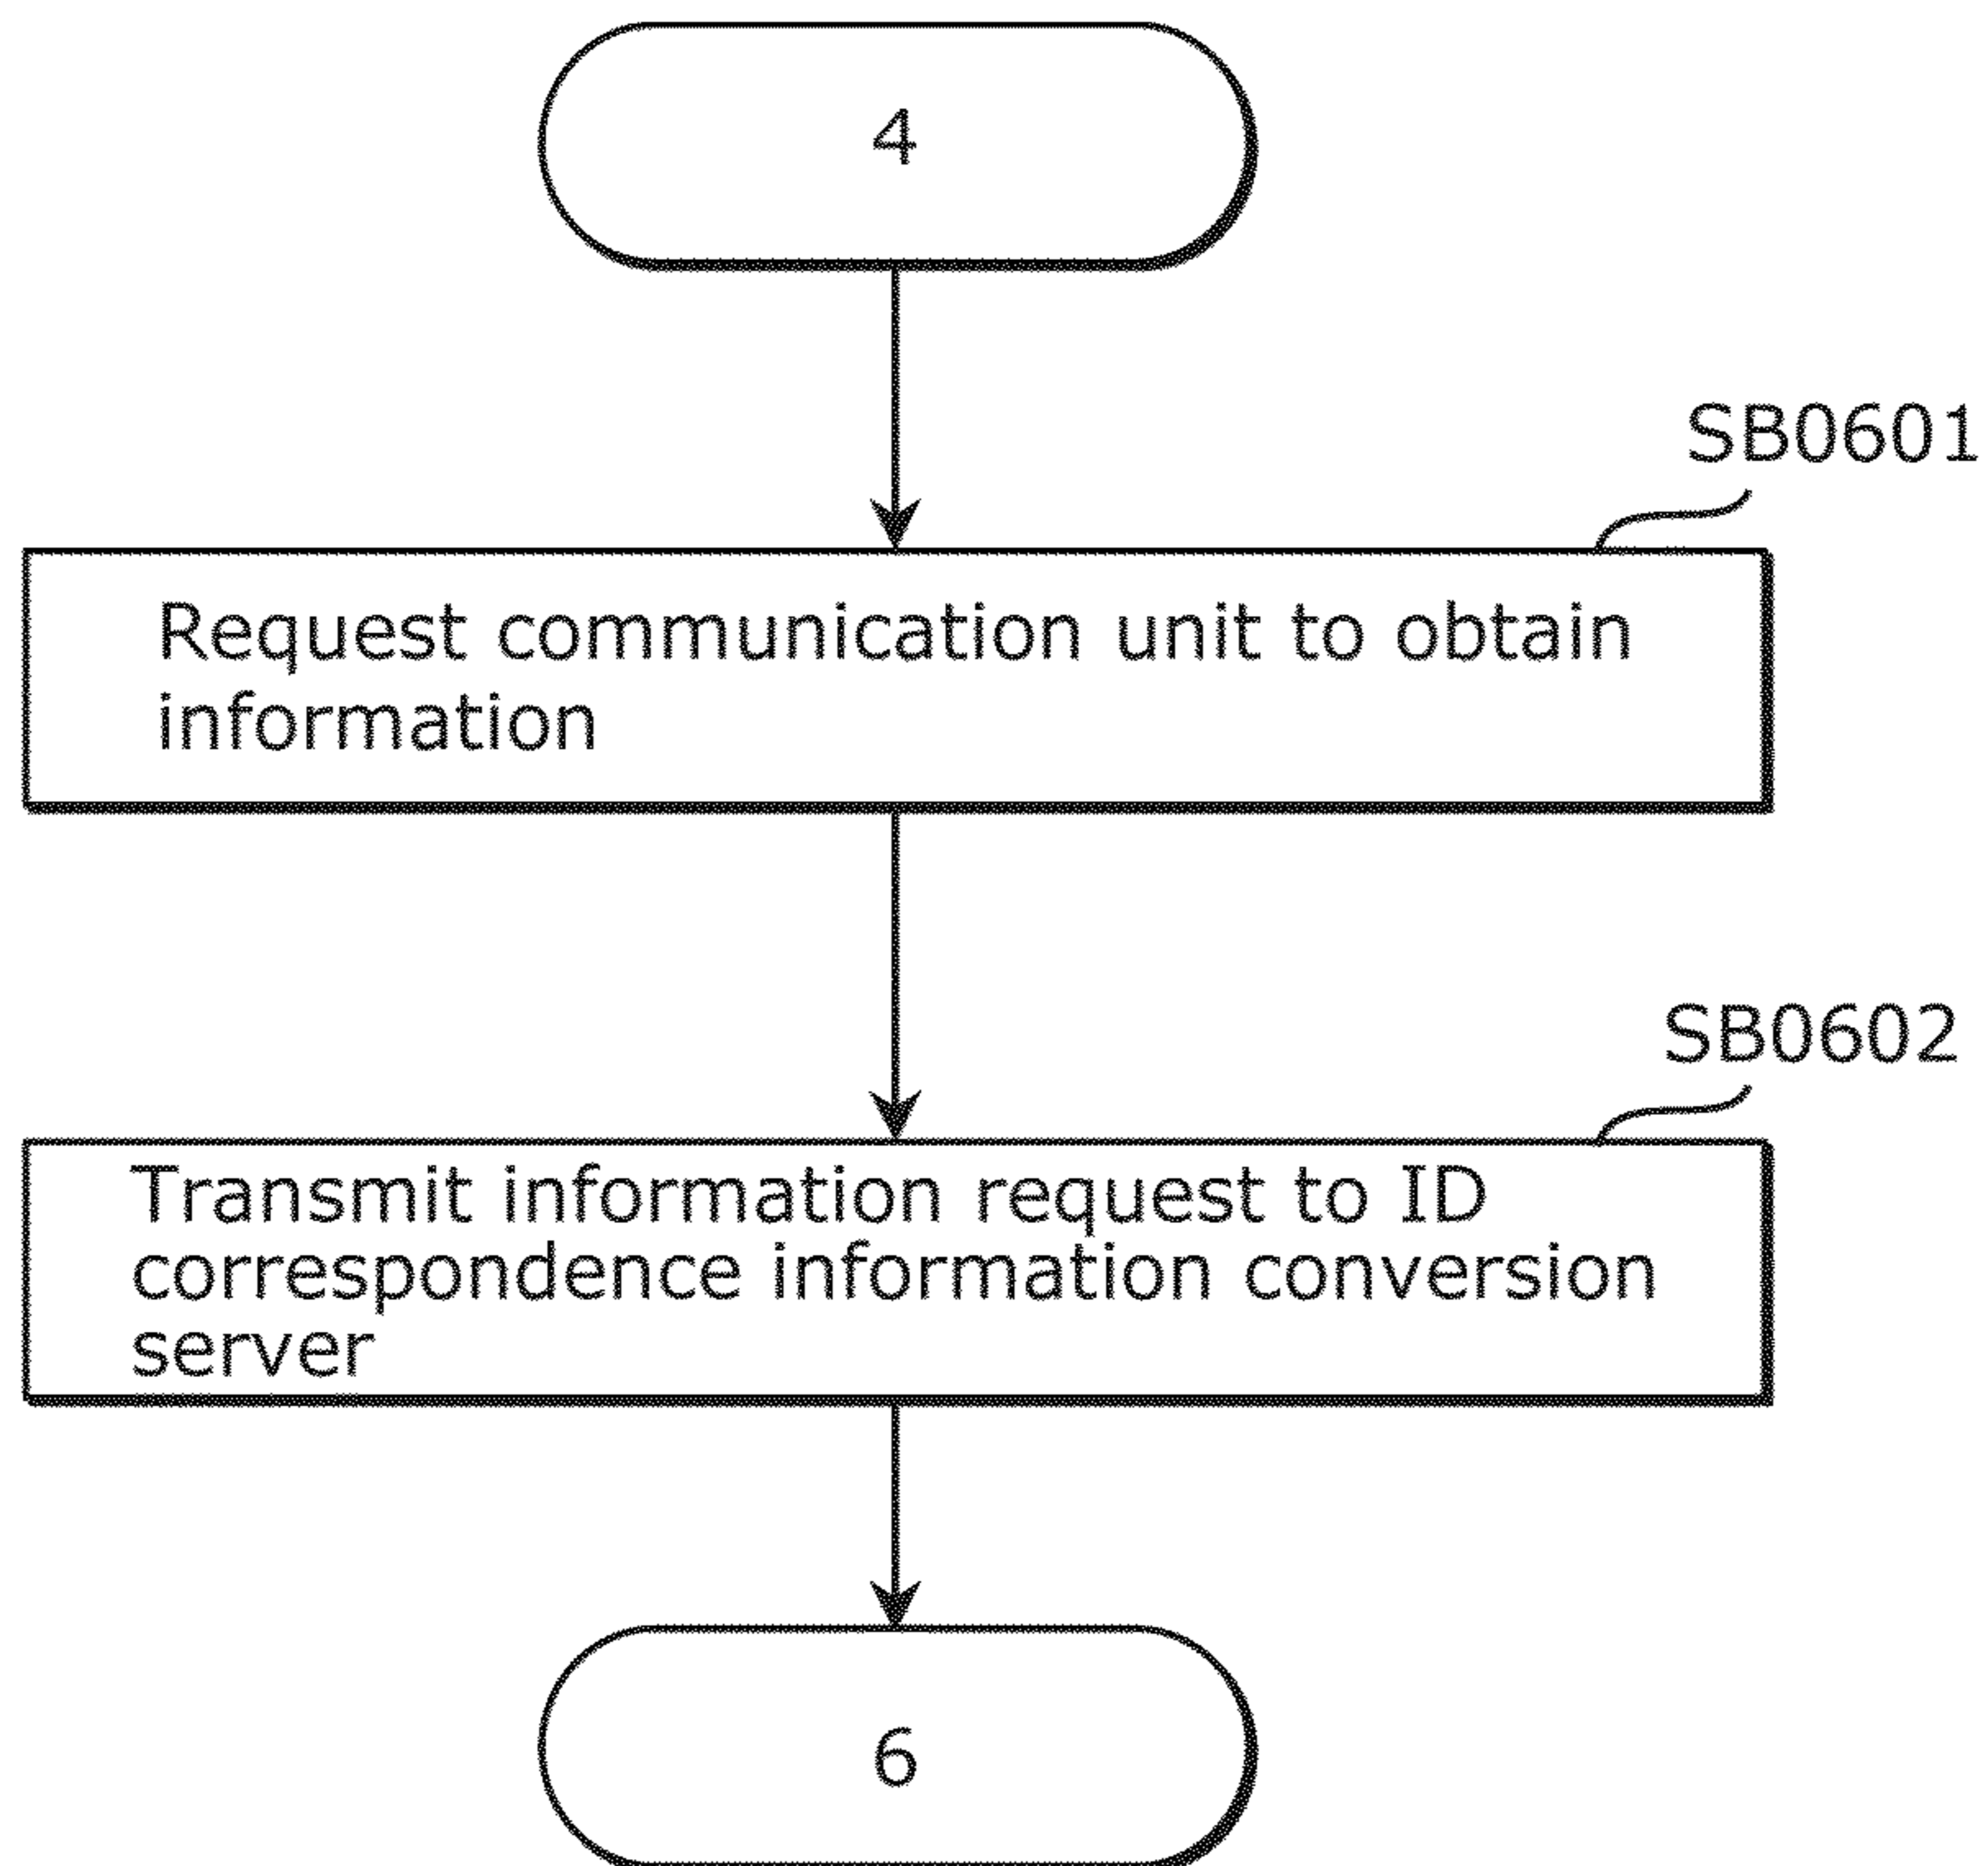 4
SB0601
Request communication unit to obtain
information
SB0602
Transmit information request to ID
correspondence information conversion
server
6